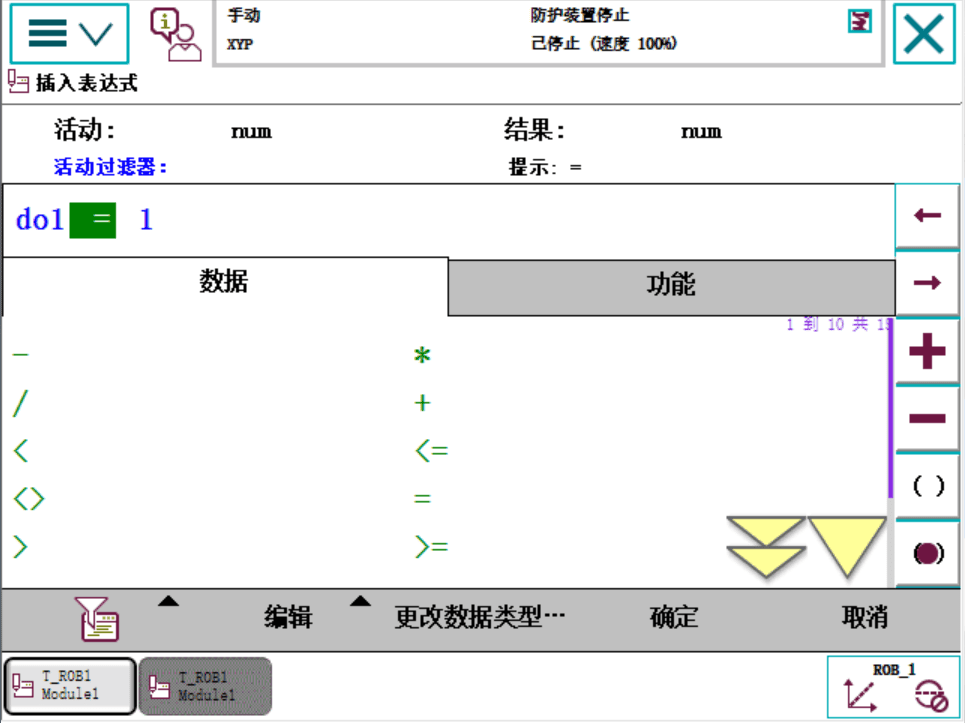 手动 防护装置停止
XYP 已停止 (速度 100%)
插入表达式
活动: num 结果: num
活动过滤器: 提示: =
do1 = 1
数据 功能
1 到 10 共 1
- *
/ +
< <=
<> =
> >=
( )
编辑 更改数据类型… 确定 取消
T_ROB1 T_ROB1 ROB_1
Module1 Module1